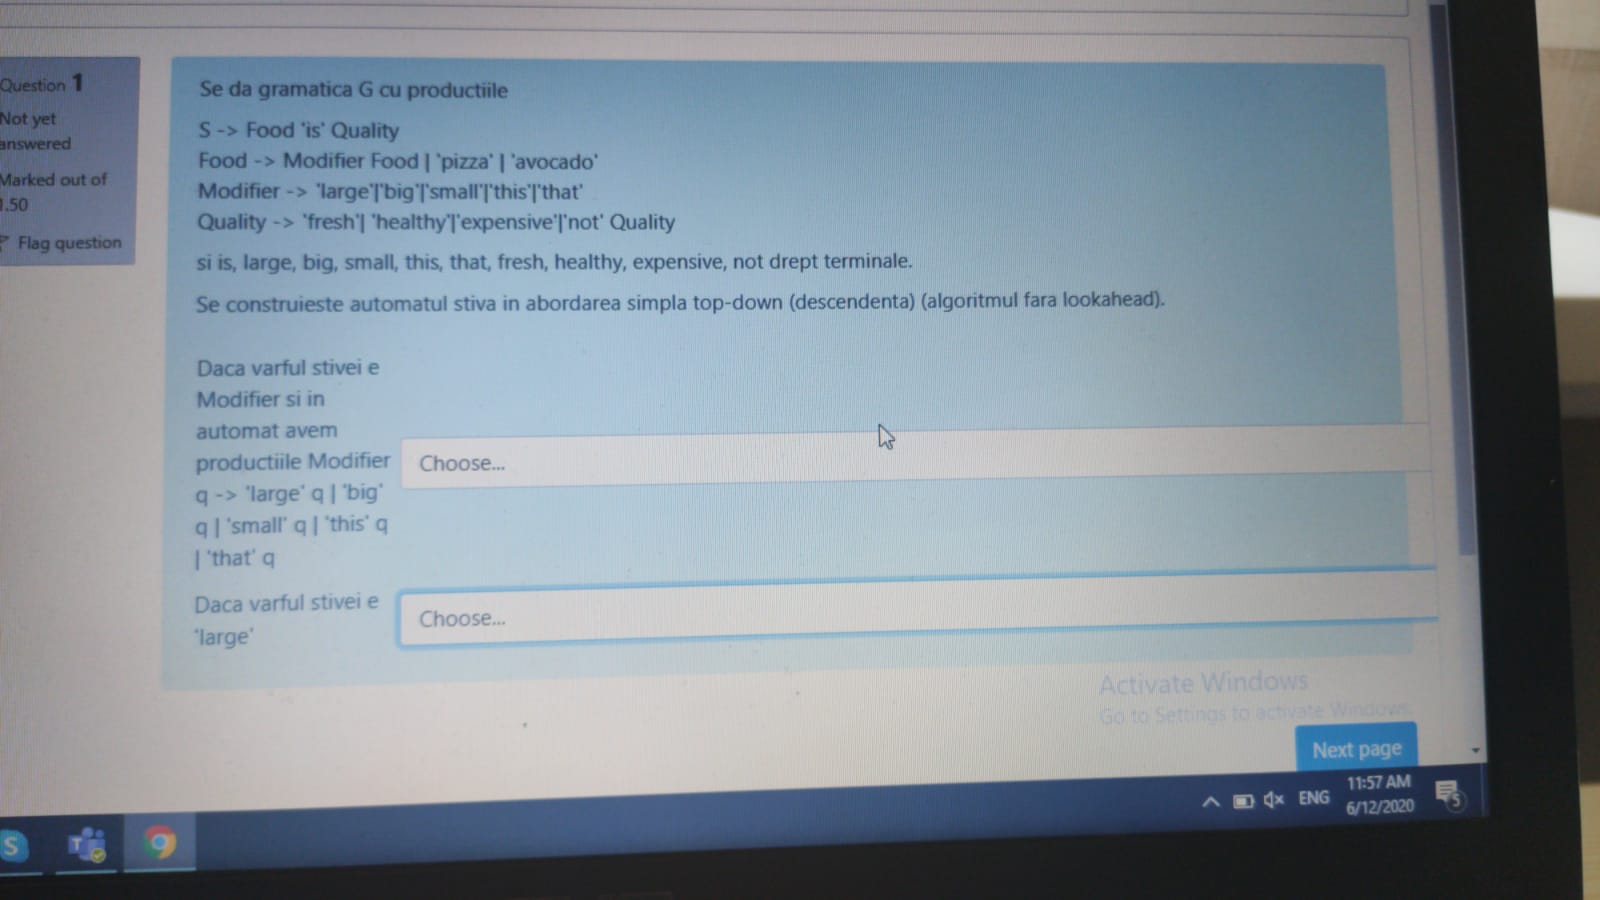 Question 1
Not yet
answered
Marked out of
1.50
Flag question
Se da gramatica G cu productiile
S -> Food 'is' Quality
Food -> Modifier Food | 'pizza' | 'avocado'
Modifier -> 'large'|'big'|'small'|'this'|'that'
Quality -> 'fresh'| 'healthy'|'expensive'|'not' Quality
si is, large, big, small, this, that, fresh, healthy, expensive, not drept terminale.
Se construieste automatul stiva in abordarea simpla top-down (descendenta) (algoritmul fara lookahead).
Daca varful stivei e
Modifier si in
automat avem
productiile Modifier
q -> 'large' q | 'big'
q | 'small' q | 'this' q
| 'that' q
Choose...
Daca varful stivei e
'large'
Choose...
Activate Windows
Go to Settings to activate Windows.
Next page
ENG
11:57 AM
6/12/2020
5
S
T